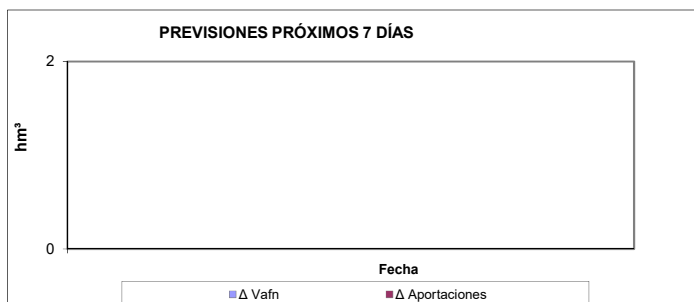 PREVISIONES PRÓXIMOS 7 DÍAS
2
hm³
0
Fecha
Δ Vafn Δ Aportaciones